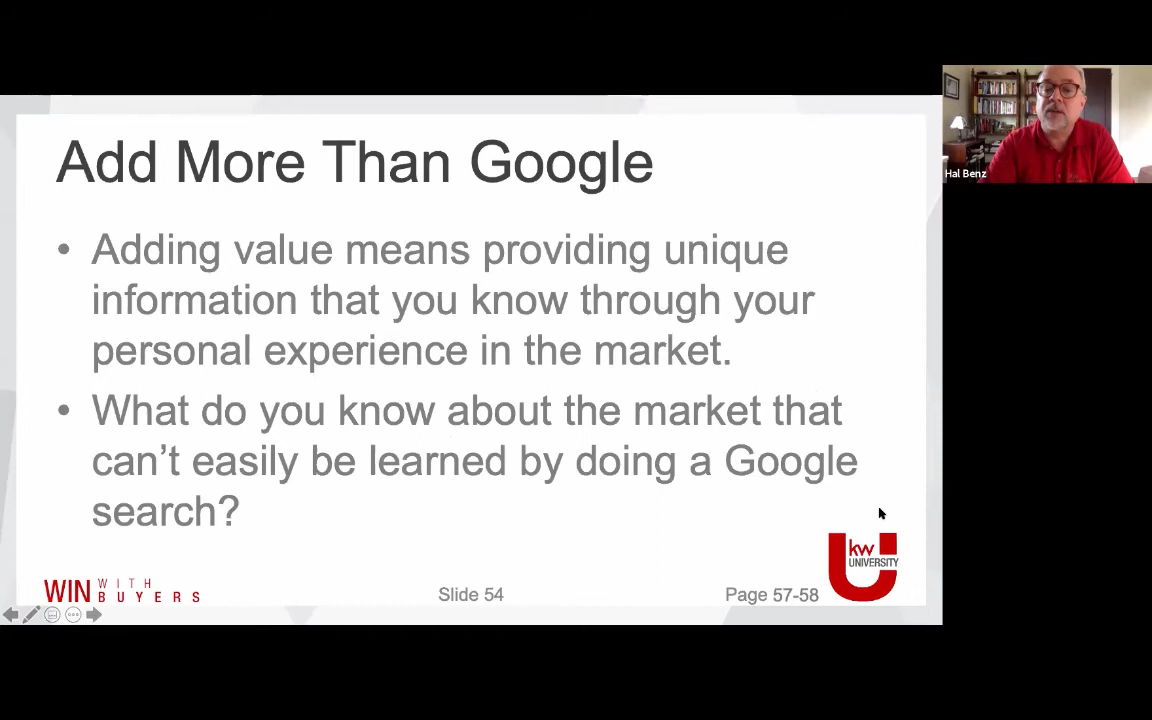 Add More Than Google
• Adding value means providing unique
information that you know through your
personal experience in the market.
• What do you know about the market that
can’t easily be learned by doing a Google
search?
Hal Benz
WIN WITH
BUYERS
Slide 54
Page 57-58
kw
UNIVERSITY